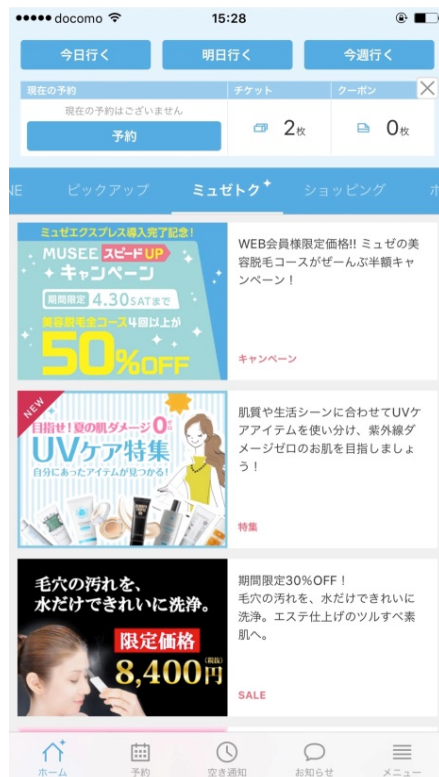 docomo 15:28
今日行く 明日行く 今週行く
現在の予約 チケット クーポン
現在の予約はございません
予約
2枚 0枚
NE ピックアップ ミュゼトク ショッピング
ミュゼエクスプレス導入完了記念!
MUSEE スピードUP
キャンペーン
期間限定 4.30SATまで
美容脱毛全コース4回以上が
50%OFF
WEB会員様限定価格!! ミュゼの美
容脱毛コースがぜーんぶ半額キャ
ンペーン!
キャンペーン
NEW
目指せ!夏の肌ダメージ0
UVケア特集
自分にあったアイテムが見つかる!
肌質や生活シーンに合わせてUVケ
アアイテムを使い分け、紫外線ダ
メージゼロのお肌を目指しましょ
う!
特集
毛穴の汚れを、
水だけできれいに洗浄。
限定価格
8,400円
(税抜)
期間限定30%OFF!
毛穴の汚れを、水だけできれいに
洗浄。エステ仕上げのツルすべ素
肌へ。
SALE
ホーム 予約 空き通知 お知らせ メニュー